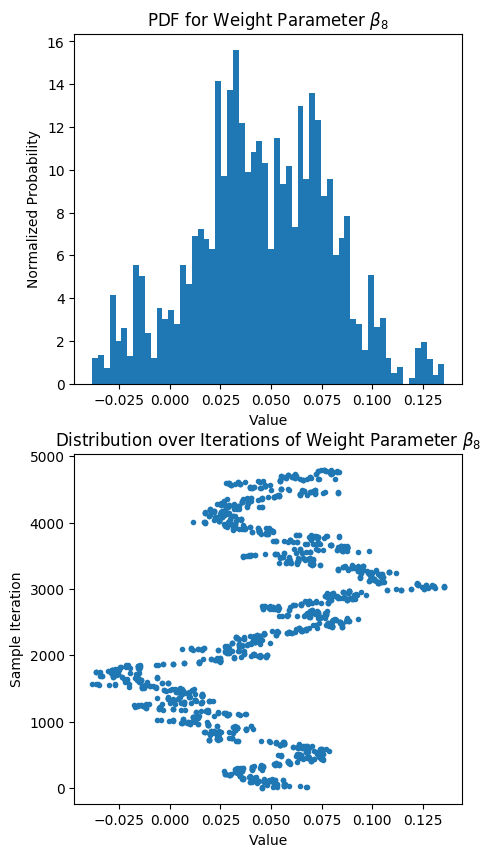 PDF for Weight Parameter β₈
16
14
12
10
8
6
4
2
0
Normalized Probability
−0.025 0.000 0.025 0.050 0.075 0.100 0.125
Value
Distribution over Iterations of Weight Parameter β₈
5000
4000
3000
2000
1000
0
Sample Iteration
−0.025 0.000 0.025 0.050 0.075 0.100 0.125
Value